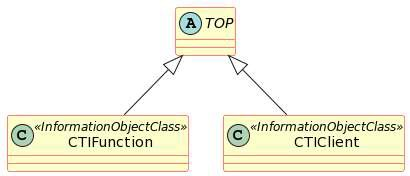 A TOP
C «InformationObjectClass»
CTIFunction
C «InformationObjectClass»
CTIClient